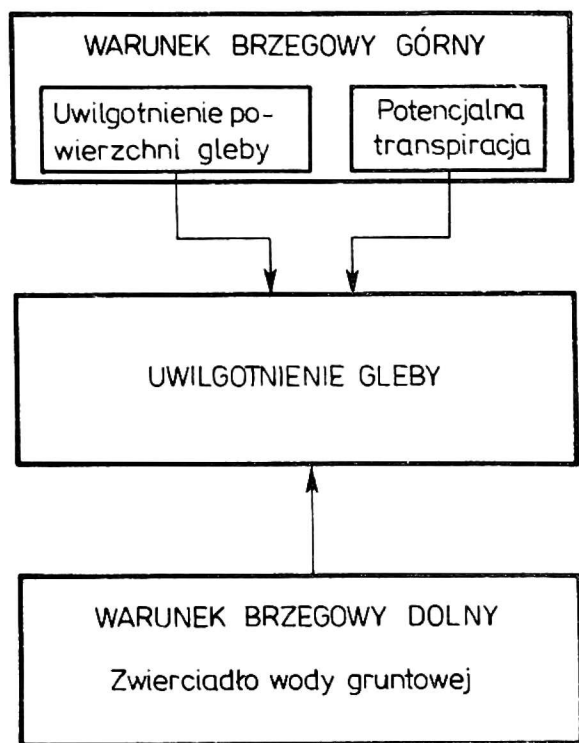 WARUNEK BRZEGOWY GÓRNY
Uwilgotnienie po-
wierzchni gleby
Potencjalna
transpiracja
UWILGOTNIENIE GLEBY
WARUNEK BRZEGOWY DOLNY
Zwierciadło wody gruntowej